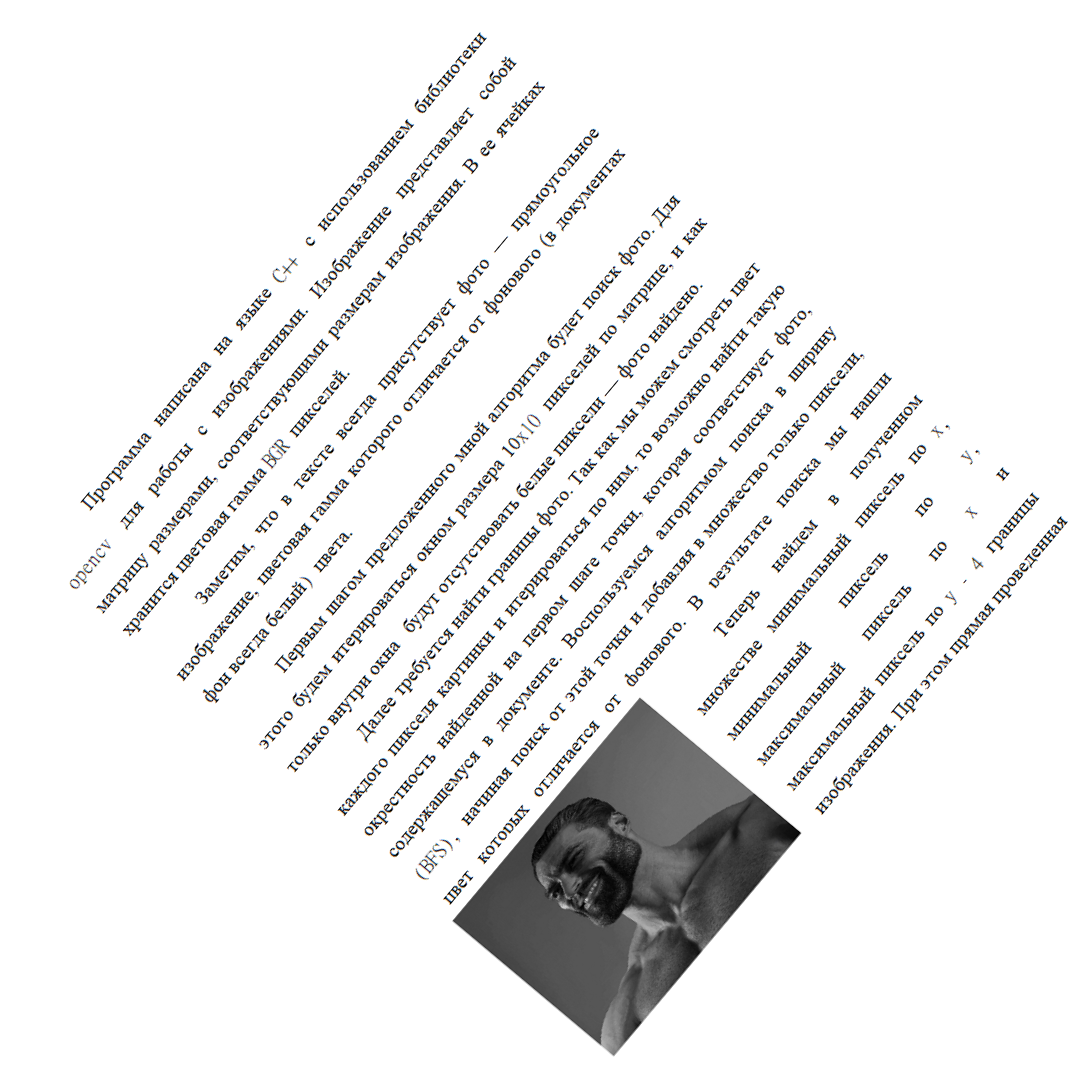 Программа написана на языке C++ с использованием библиотеки
opencv для работы с изображениями. Изображение представляет собой
матрицу размерами, соответствующими размерам изображения. В ее ячейках
хранится цветовая гамма BGR пикселей.
Заметим, что в тексте всегда присутствует фото — прямоугольное
изображение, цветовая гамма которого отличается от фонового (в документах
фон всегда белый) цвета.
Первым шагом предложенного мной алгоритма будет поиск фото. Для
этого будем итерироваться окном размера 10x10 пикселей по матрице, и как
только внутри окна будут отсутствовать белые пиксели — фото найдено.
Далее требуется найти границы фото. Так как мы можем смотреть цвет
каждого пикселя картинки и итерироваться по ним, то возможно найти такую
окрестность найденной на первом шаге точки, которая соответствует фото,
содержащемуся в документе. Воспользуемся алгоритмом поиска в ширину
(BFS), начиная поиск от этой точки и добавляя в множество только пиксели,
цвет которых отличается от фонового. В результате поиска мы нашли
Теперь найдем в полученном
множестве минимальный пиксель по x,
минимальный пиксель по y,
максимальный пиксель по x и
максимальный пиксель по y - 4 границы
изображения. При этом прямая проведенная